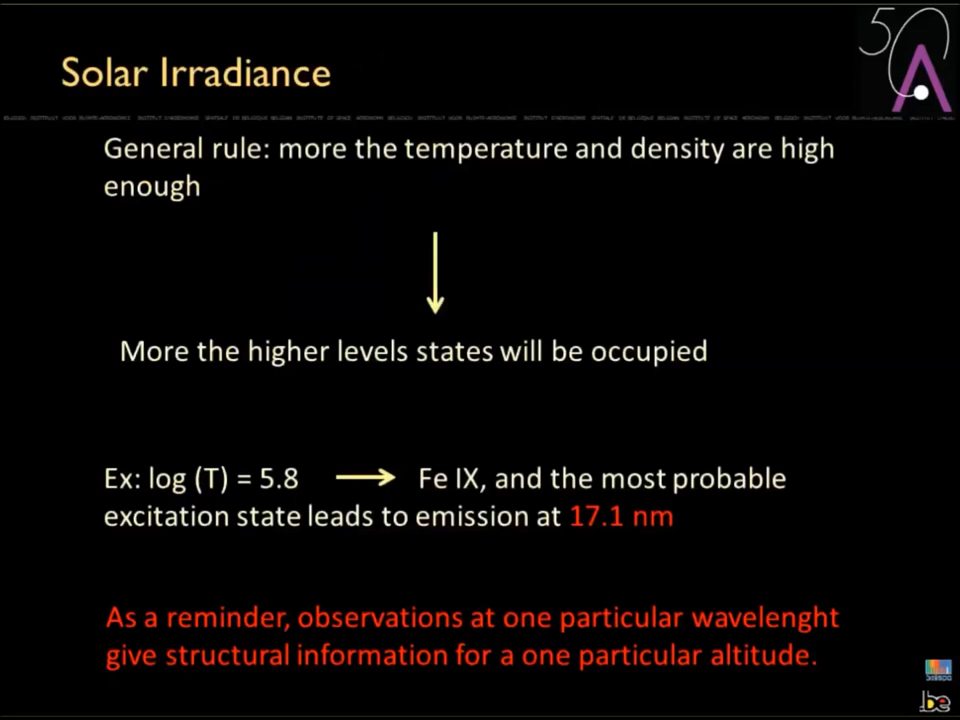 Solar Irradiance
50
General rule: more the temperature and density are high
enough
More the higher levels states will be occupied
Ex: log (T) = 5.8 Fe IX, and the most probable
excitation state leads to emission at 17.1 nm
As a reminder, observations at one particular wavelenght
give structural information for a one particular altitude.
.be